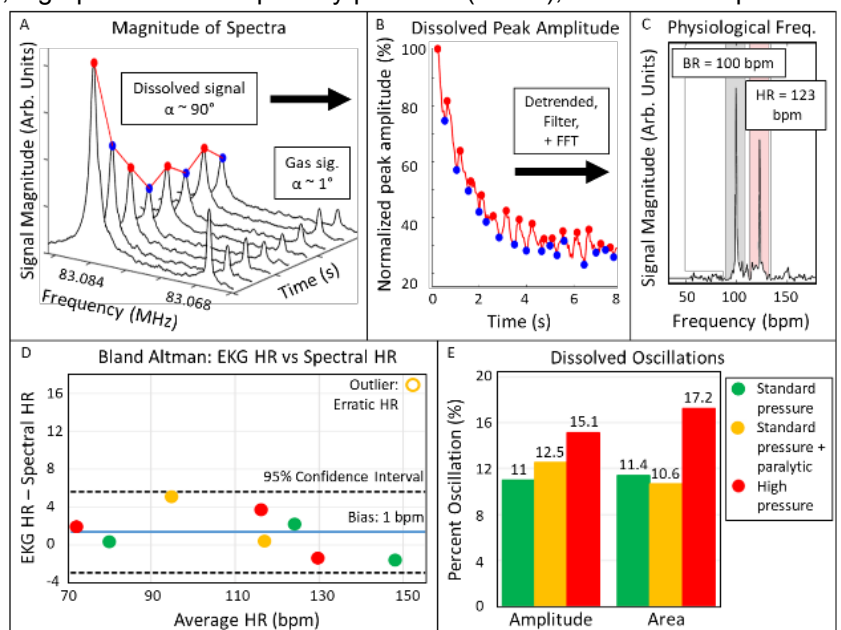 A
Magnitude of Spectra
Signal Magnitude (Arb. Units)
Dissolved signal
α ~ 90°
Gas sig.
α ~ 1°
83.084
83.068
Frequency (MHz)
Time (s)
B
Dissolved Peak Amplitude
Normalized peak amplitude (%)
100
80
60
40
20
Detrended,
Filter,
+ FFT
0 2 4 6 8
Time (s)
C
Physiological Freq.
Signal Magnitude (Arb. Units)
BR = 100 bpm
HR = 123
bpm
50 100 150
Frequency (bpm)
D
Bland Altman: EKG HR vs Spectral HR
EKG HR – Spectral HR
16
12
8
4
0
-4
Outlier:
Erratic HR
95% Confidence Interval
Bias: 1 bpm
70 90 110 130 150
Average HR (bpm)
E
Dissolved Oscillations
Percent Oscillation (%)
20
16
12
8
4
0
11 12.5 15.1 11.4 10.6 17.2
Amplitude Area
Standard
pressure
Standard
pressure +
paralytic
High
pressure